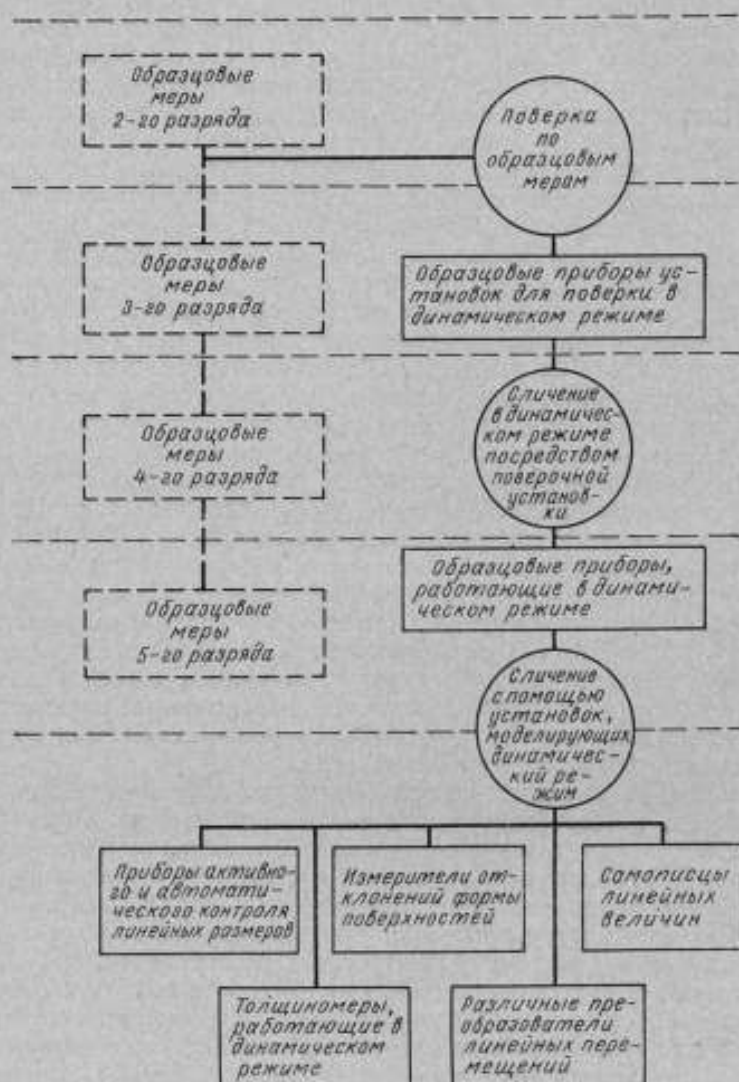 Образцовые
меры
2-го разряда
Поверка
по
образцовым
мерам
Образцовые
меры
3-го разряда
Образцовые приборы ус-
тановок для поверки в
динамическом режиме
Образцовые
меры
4-го разряда
Сличение
в динамичес-
ком режиме
посредством
поверочной
установ-
ки
Образцовые
меры
5-го разряда
Образцовые приборы,
работающие в динами-
ческом режиме
Сличение
с помощью
установок,
моделирующих
динамичес-
кий ре-
жим
Приборы активно-
го и автомати-
ческого контроля
линейных размеров
Измерители от-
клонений формы
поверхностей
Самописцы
линейных
величин
Толщиномеры,
работающие в
динамическом
режиме
Различные пре-
образователи
линейных пере-
мещений